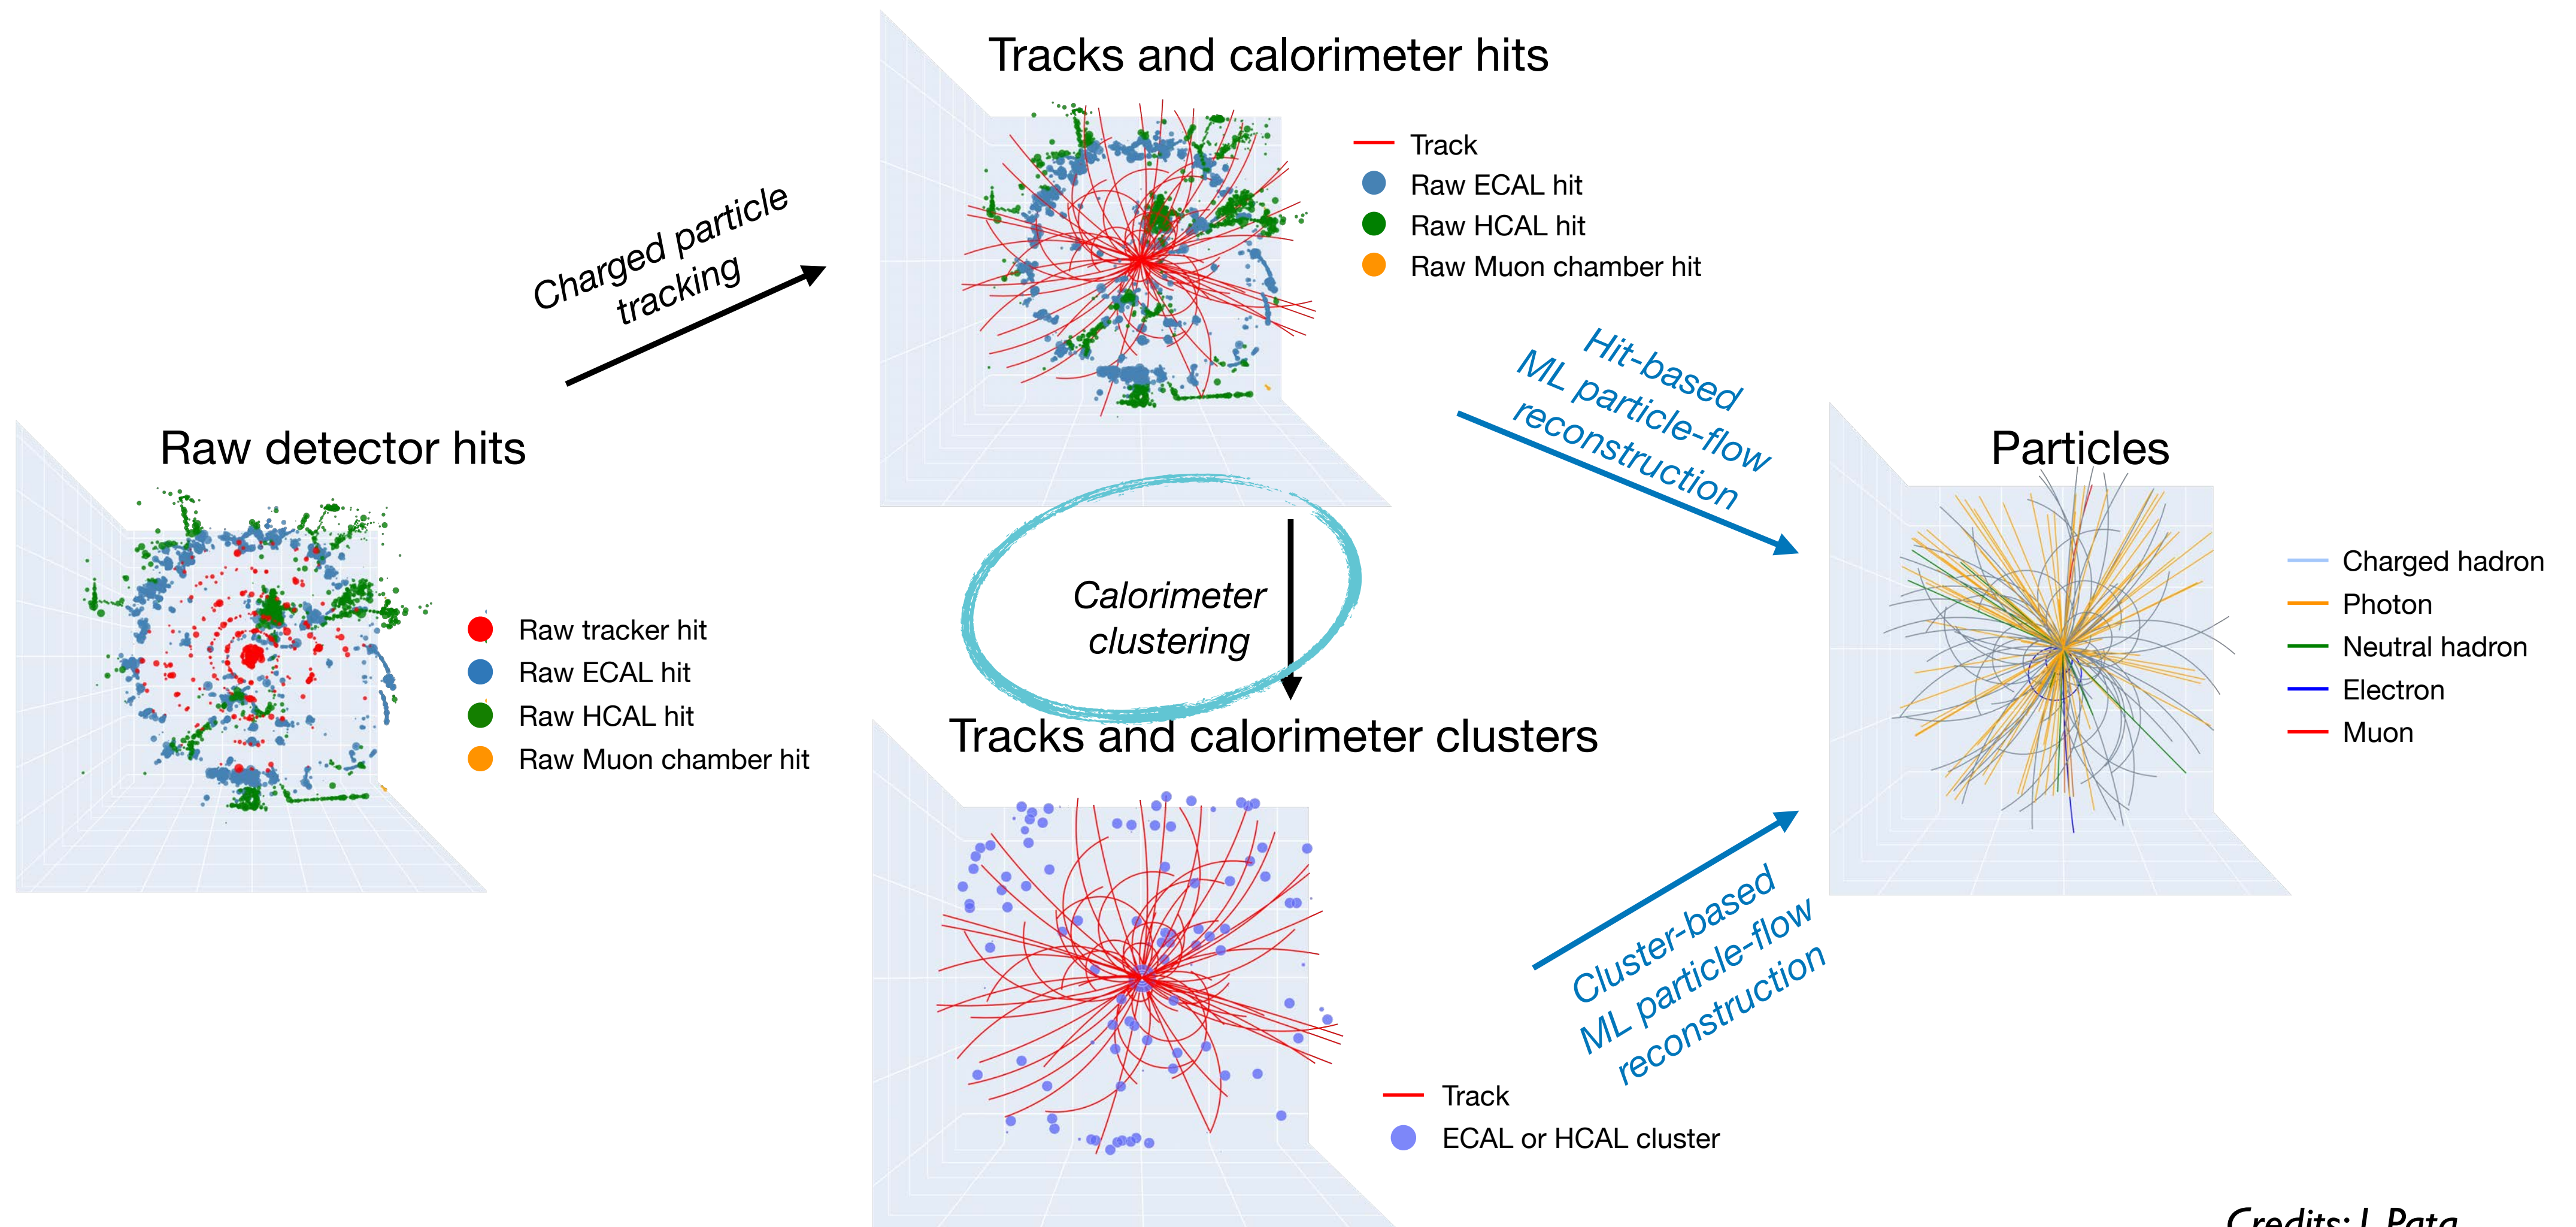 Tracks and calorimeter hits
Track
Raw ECAL hit
Raw HCAL hit
Raw Muon chamber hit
Charged particle
tracking
Hit-based
ML particle-flow
reconstruction
Raw detector hits
Raw tracker hit
Raw ECAL hit
Raw HCAL hit
Raw Muon chamber hit
Calorimeter
clustering
Particles
Charged hadron
Photon
Neutral hadron
Electron
Muon
Tracks and calorimeter clusters
Cluster-based
ML particle-flow
reconstruction
Track
ECAL or HCAL cluster
Credits: J. Pata